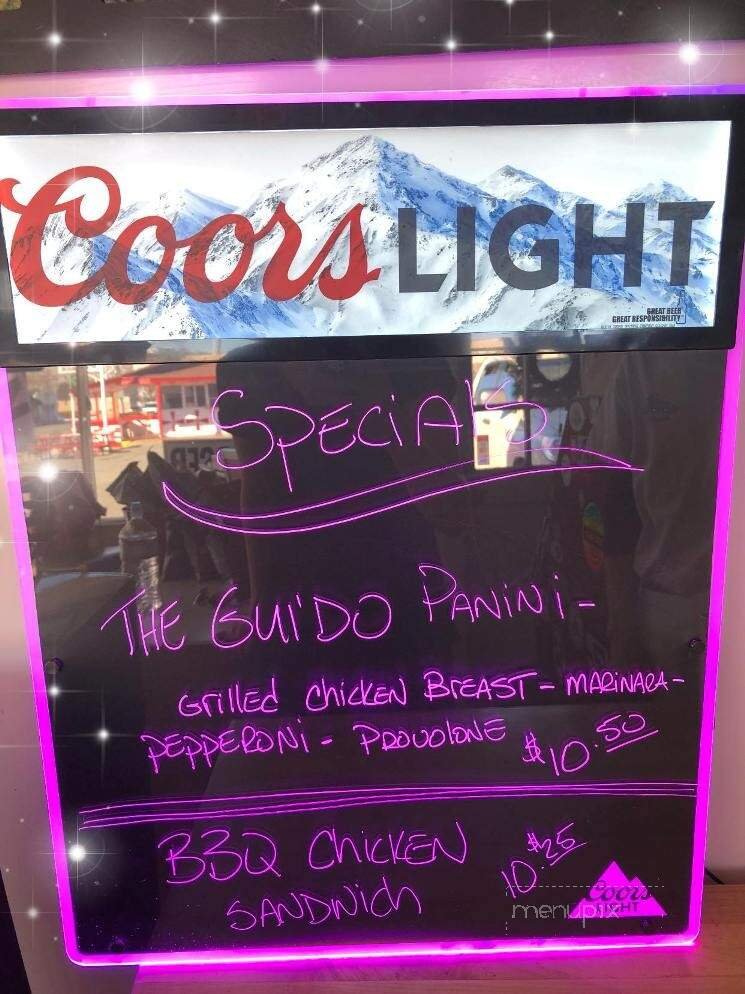 Coors LIGHT
GREAT BEER
GREAT RESPONSIBILITY
SPECIAlS
THE GUIDO PANINI -
Grilled Chicken BrEAST - MARINARA -
PEPPERONi - Provolone $10.50
BBQ ChicKEN 10.$25
SANDWich
Coors
LIGHT
menupix